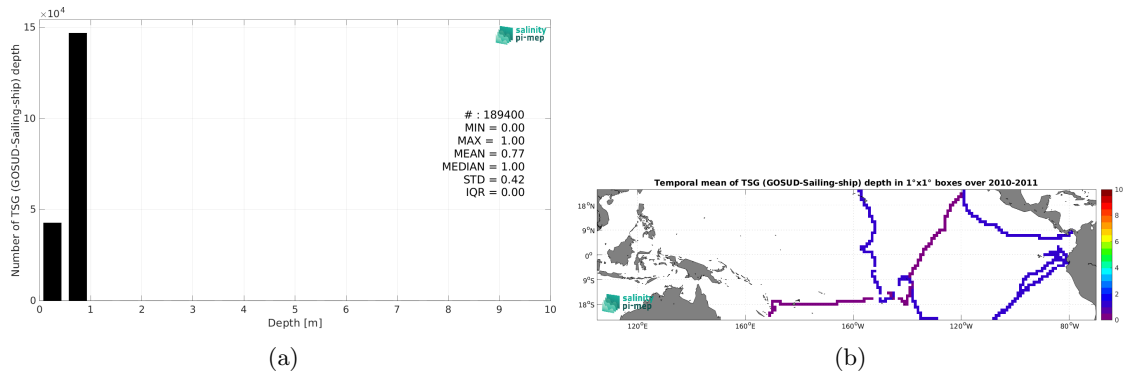 15 ×10⁴
10
5
0
Number of TSG (GOSUD-Sailing-ship) depth
0 1 2 3 4 5 6 7 8 9 10
Depth [m]
salinity
pi-mep
# : 189400
MIN = 0.00
MAX = 1.00
MEAN = 0.77
MEDIAN = 1.00
STD = 0.42
IQR = 0.00
(a)
Temporal mean of TSG (GOSUD-Sailing-ship) depth in 1°x1° boxes over 2010-2011
18°N
9°N
0°
9°S
18°S
120°E 160°E 160°W 120°W 80°W
salinity
pi-mep
10
8
6
4
2
0
(b)